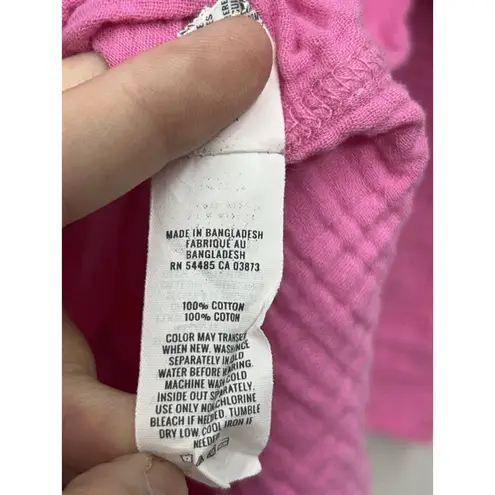 MADE IN BANGLADESH
FABRIQUE AU
BANGLADESH
RN 54485 CA 03873
100% COTTON
100% COTON
COLOR MAY TRANSFE
WHEN NEW. WASH ONCE
SEPARATELY IN COLD
WATER BEFORE WEARING.
MACHINE WASH COLD
INSIDE OUT SEPARATELY.
USE ONLY NON-CHLORINE
BLEACH IF NEEDED. TUMBLE
DRY LOW. COOL IRON IF
NEEDED